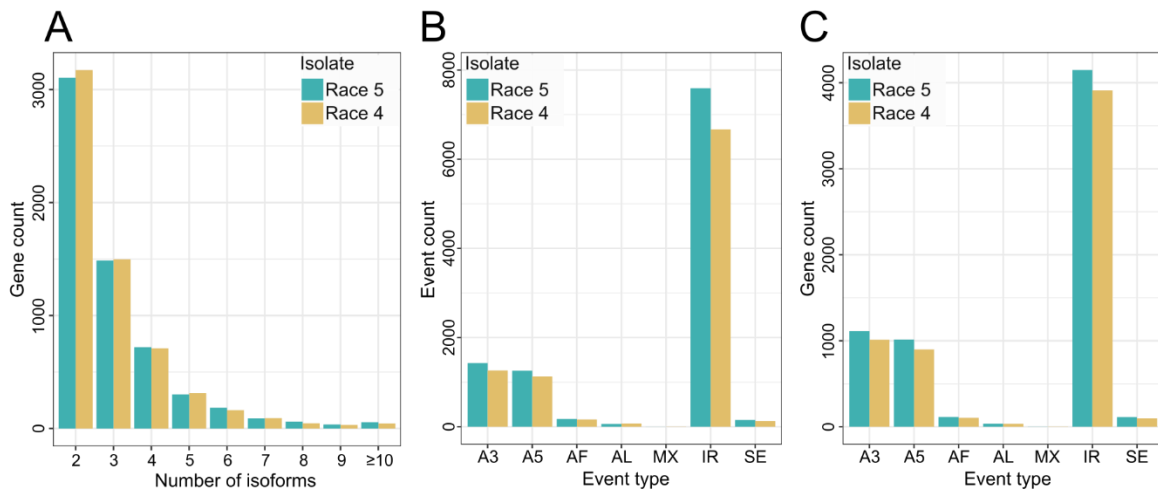 A
Gene count
3000
2000
1000
0
Isolate
Race 5
Race 4
2 3 4 5 6 7 8 9 ≥10
Number of isoforms
B
Event count
8000
6000
4000
2000
0
Isolate
Race 5
Race 4
A3 A5 AF AL MX IR SE
Event type
C
Gene count
4000
3000
2000
1000
0
Isolate
Race 5
Race 4
A3 A5 AF AL MX IR SE
Event type